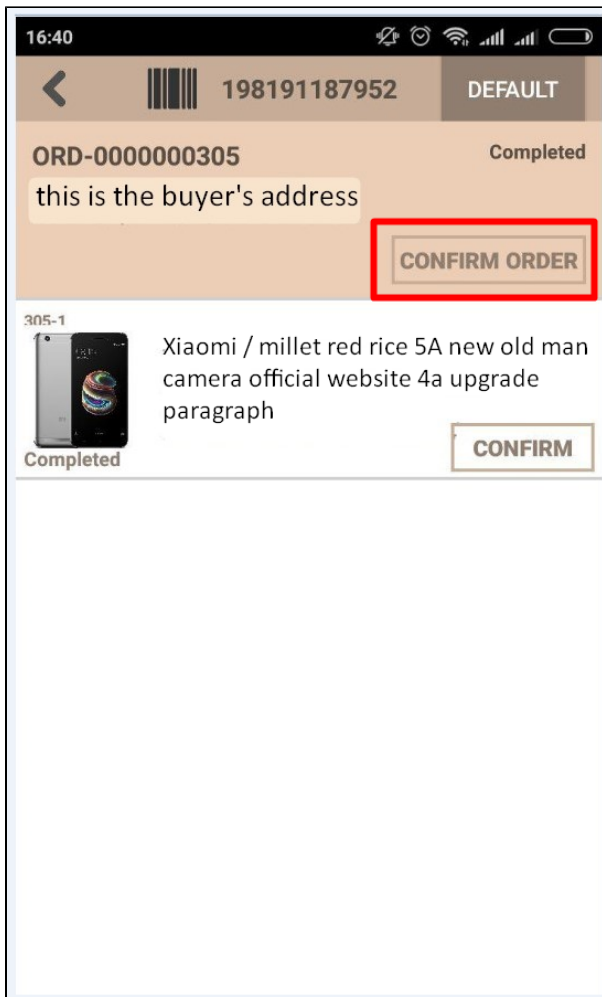 16:40
198191187952
DEFAULT
ORD-0000000305
Completed
this is the buyer's address
CONFIRM ORDER
305-1
Xiaomi / millet red rice 5A new old man
camera official website 4a upgrade
paragraph
Completed
CONFIRM